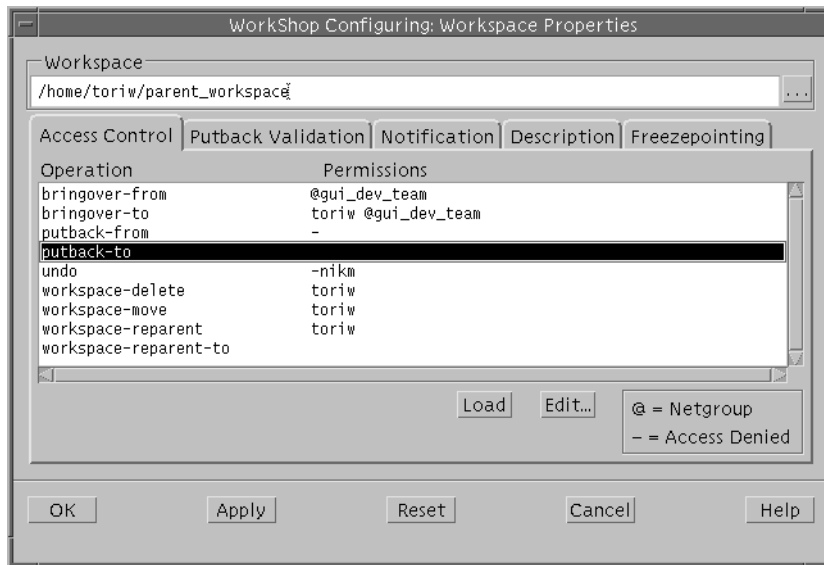 WorkShop Configuring: Workspace Properties
Workspace
/home/toriw/parent_workspace
...
Access Control Putback Validation Notification Description Freezepointing
Operation Permissions
bringover-from @gui_dev_team
bringover-to toriw @gui_dev_team
putback-from -
putback-to
undo -nikm
workspace-delete toriw
workspace-move toriw
workspace-reparent toriw
workspace-reparent-to
Load Edit...
@ = Netgroup
- = Access Denied
OK Apply Reset Cancel Help